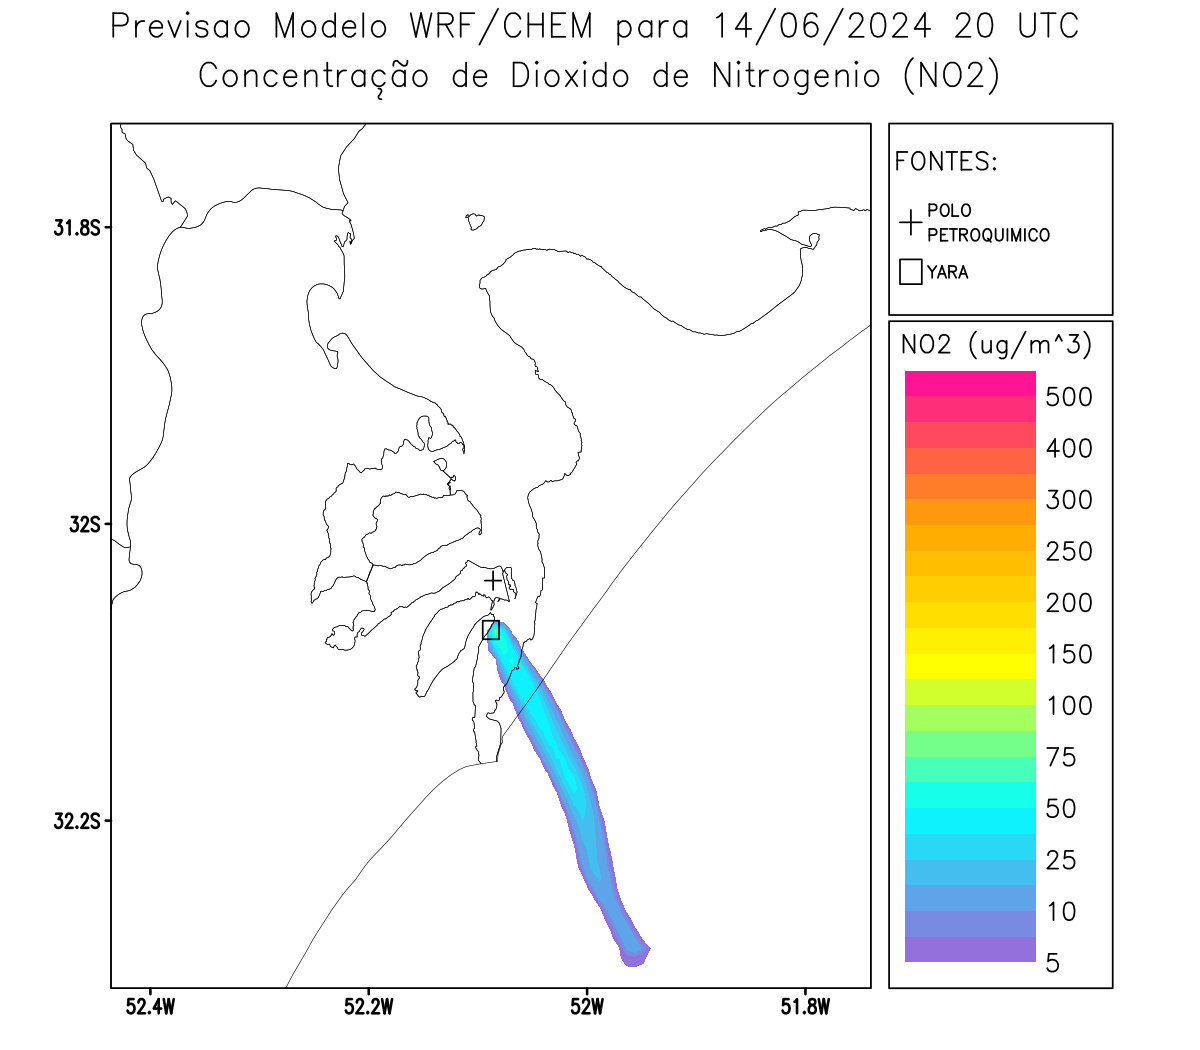 Previsao Modelo WRF/CHEM para 14/06/2024 20 UTC
Concentração de Dioxido de Nitrogenio (NO2)
FONTES:
POLO
PETROQUIMICO
YARA
NO2 (ug/m^3)
500
400
300
250
200
150
100
75
50
25
10
5
31.8S
32S
32.2S
52.4W
52.2W
52W
51.8W